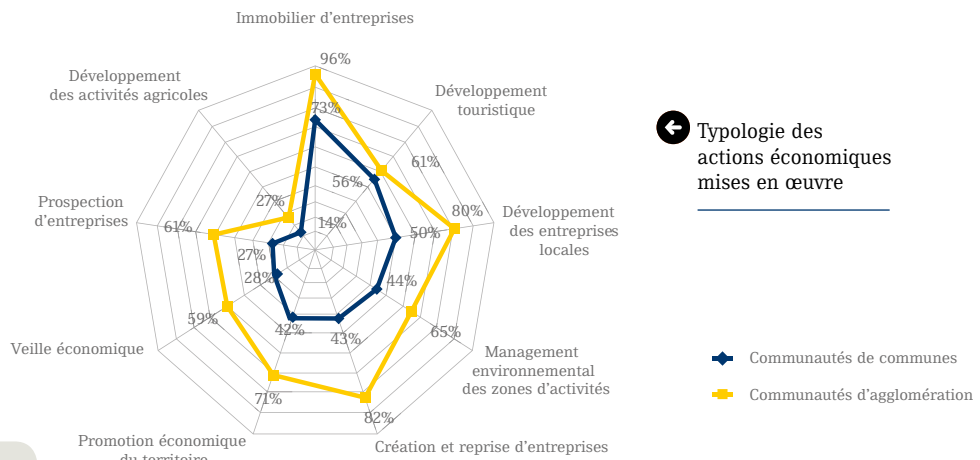 Immobilier d'entreprises
96%
Développement
des activités agricoles
Développement
touristique
73%
61%
56%
Typologie des
actions économiques
mises en œuvre
Prospection
d'entreprises
61%
27%
14%
80%
50%
Développement
des entreprises
locales
27%
28%
44%
59%
42%
43%
65%
Veille économique
Management
environnemental
des zones d'activités
71%
82%
Communautés de communes
Communautés d'agglomération
Promotion économique
du territoire
Création et reprise d'entreprises